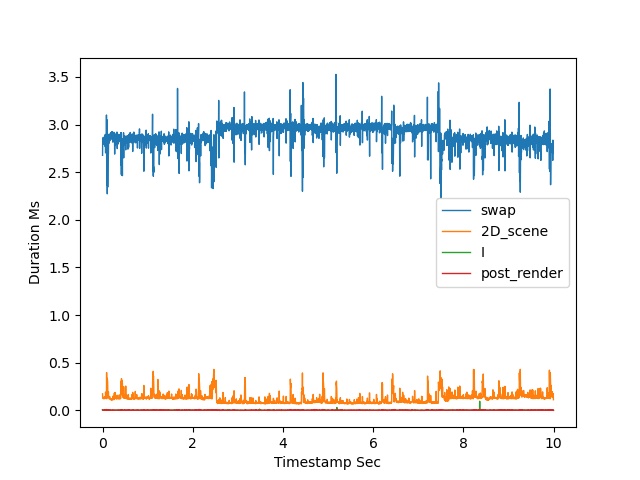 3.5
3.0
2.5
2.0
1.5
1.0
0.5
0.0
Duration Ms
swap
2D_scene
I
post_render
0 2 4 6 8 10
Timestamp Sec